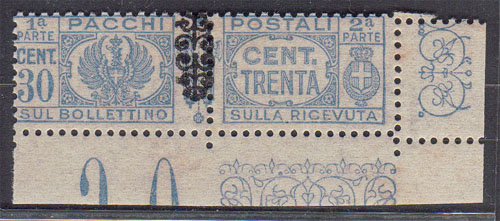 1ª PARTE PACCHI
CENT. 30
SUL BOLLETTINO
POSTALI 2ª PARTE
CENT. TRENTA
SULLA RICEVUTA